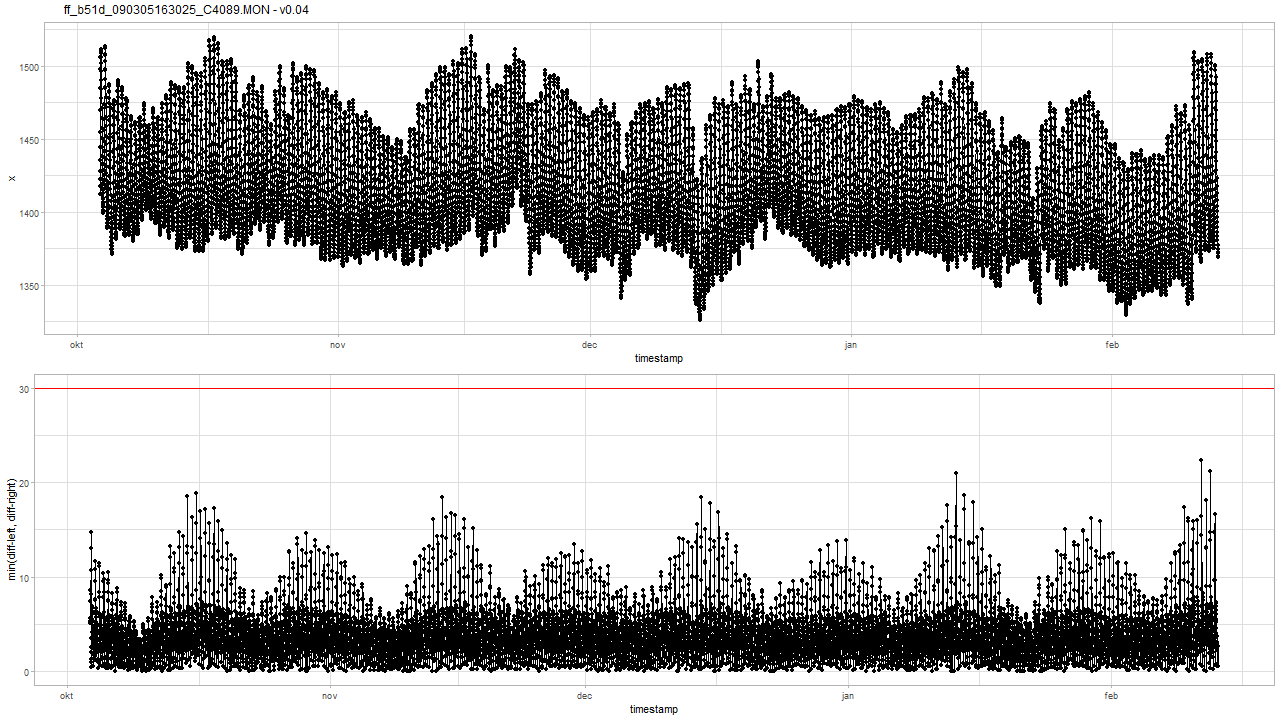 ff_b51d_090305163025_C4089.MON - v0.04
1500
1450
1400
1350
x
okt nov dec jan feb
timestamp
30
20
10
0
min(diff-left, diff-right)
okt nov dec jan feb
timestamp